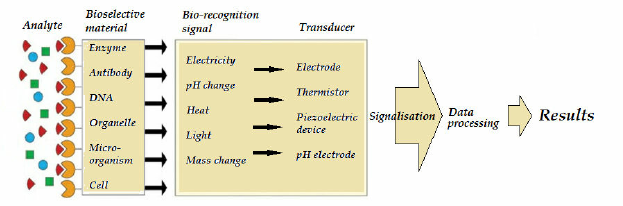 Analyte
Bioselective
material
Bio-recognition
signal
Transducer
Enzyme
Antibody
DNA
Organelle
Micro-
organism
Cell
Electricity
pH change
Heat
Light
Mass change
Electrode
Thermistor
Piezoelectric
device
pH electrode
Signalisation
Data
processing
Results